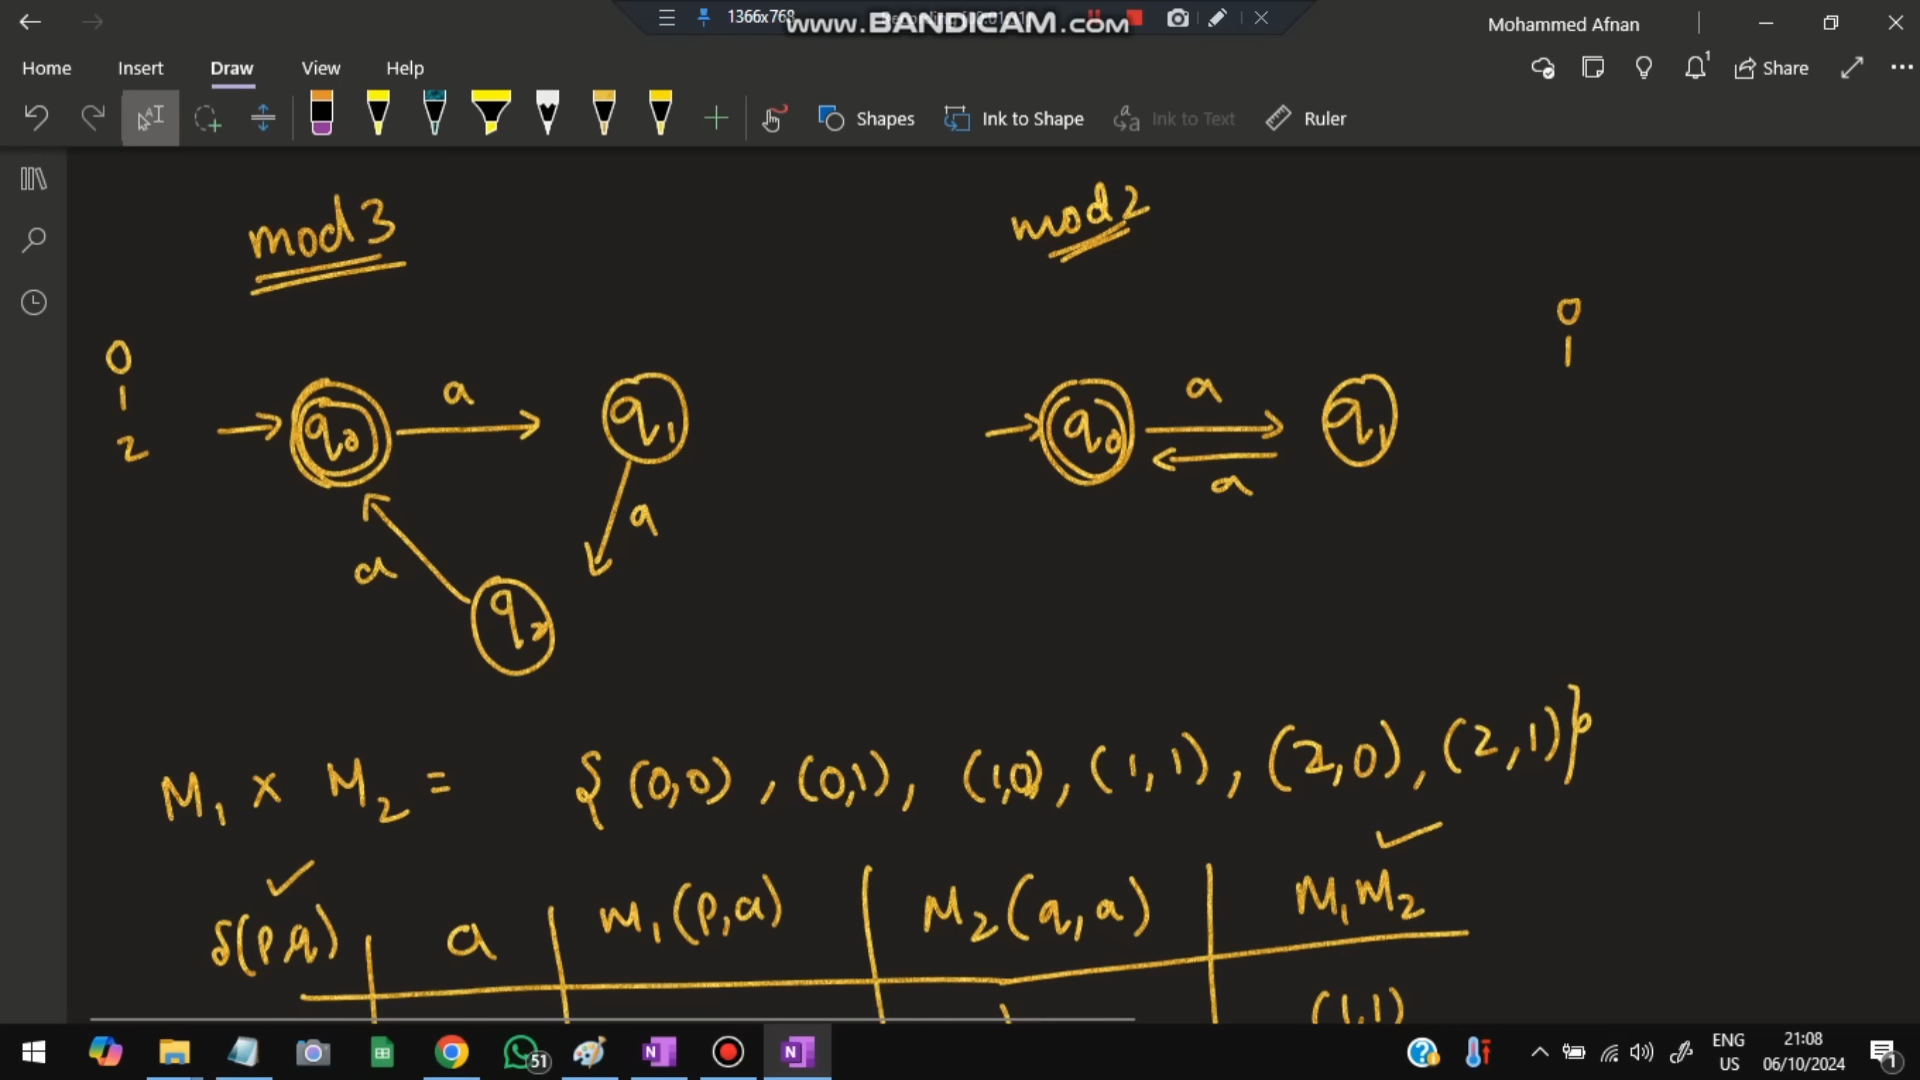 1366x768
www.BANDICAM.com
Mohammed Afnan
Home Insert Draw View Help
Share
Shapes Ink to Shape Ink to Text Ruler
mod 3
mod 2
0
1
2
0
1
q0 a q1
a
a
q2
q0 a q1
a
M1 x M2 = { (0,0) , (0,1) , (1,0) , (1,1) , (2,0) , (2,1) }
δ(p,q) a M1(p,a) M2(q,a) M1M2
(1,1)
51
ENG
US
21:08
06/10/2024
1